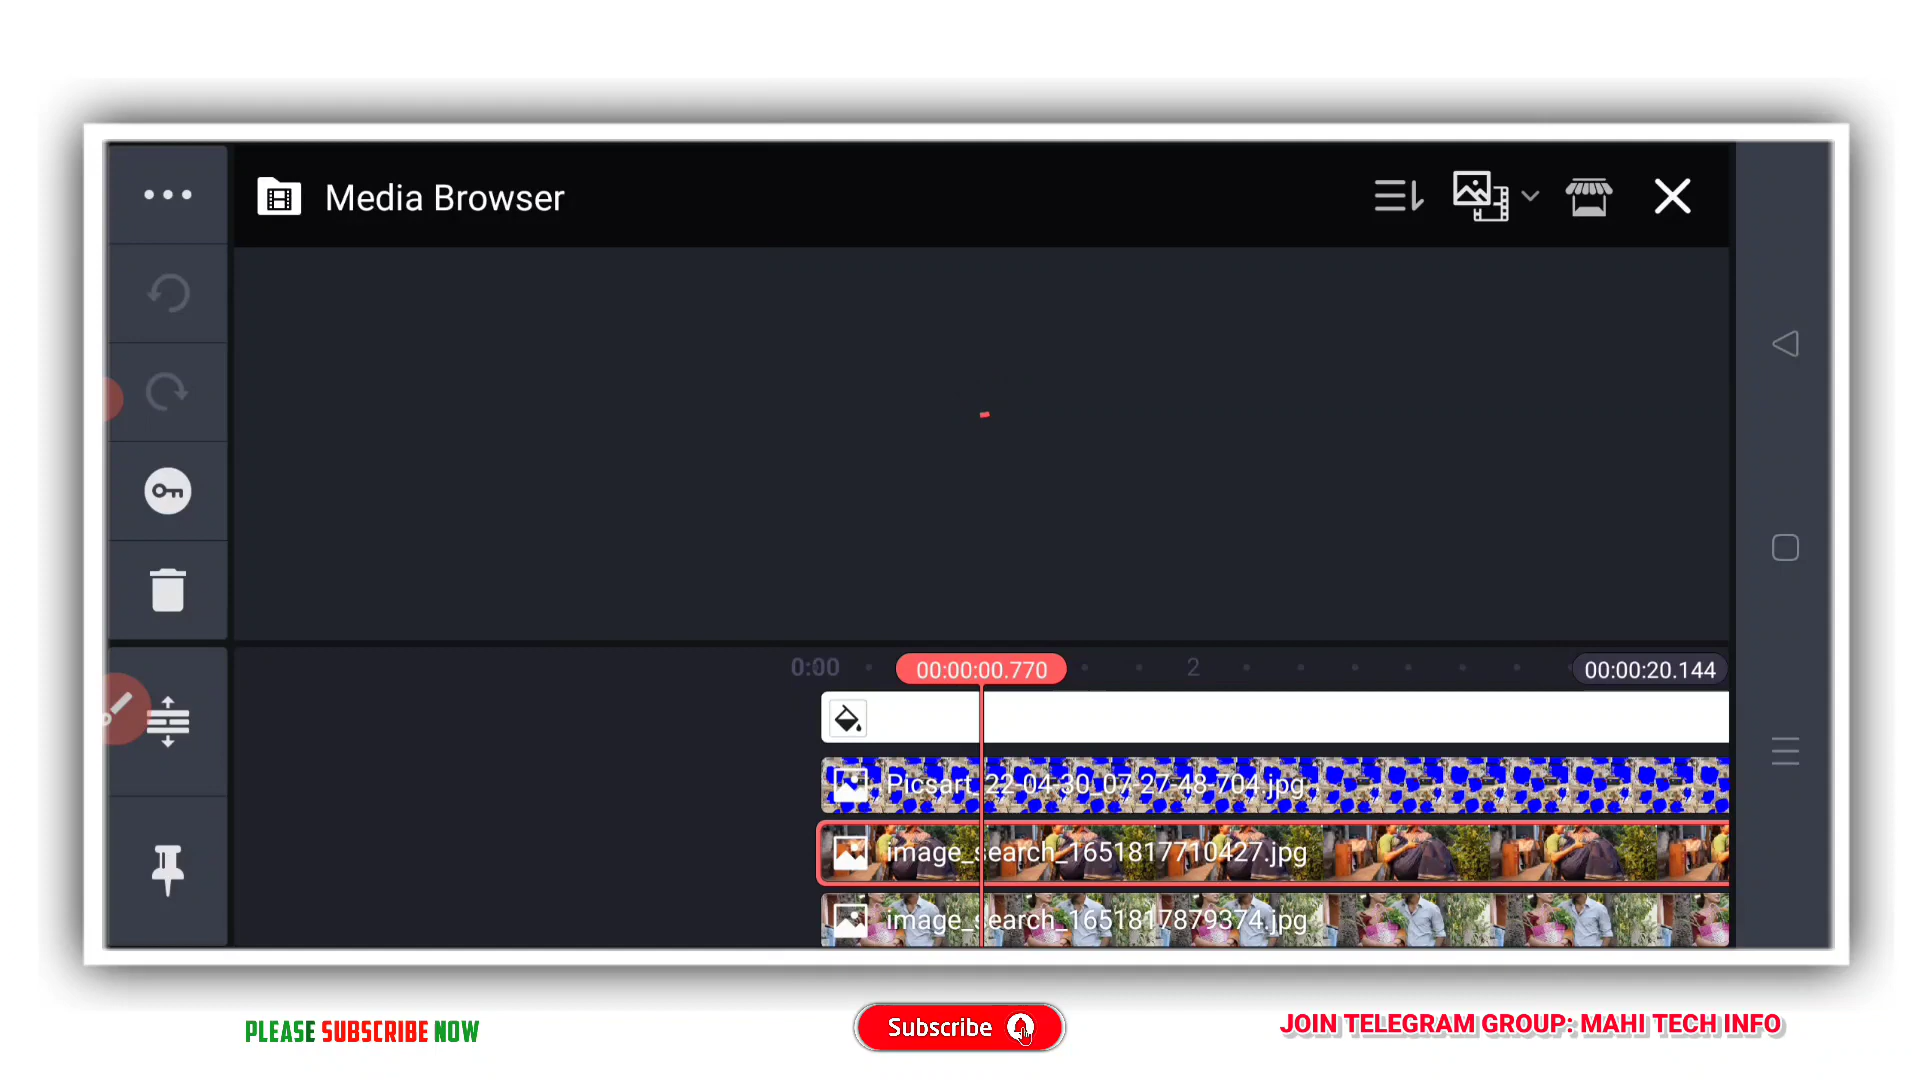 Media Browser
0:00
00:00:00.770
2
00:00:20.144
Picsart_22-04-30_07-27-48-704.jpg
image_search_1651817710427.jpg
image_search_1651817879374.jpg
PLEASE SUBSCRIBE NOW
Subscribe
JOIN TELEGRAM GROUP: MAHI TECH INFO